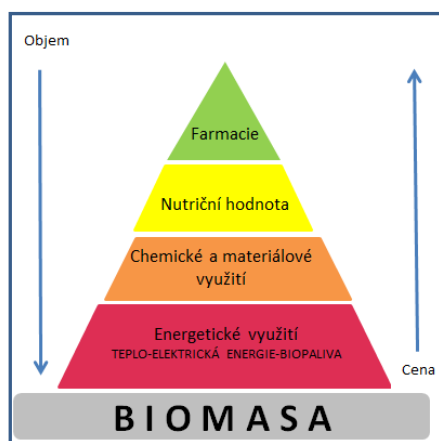 Objem
Farmacie
Nutriční hodnota
Chemické a materiálové
využití
Energetické využití
TEPLO-ELEKTRICKÁ ENERGIE-BIOPALIVA
Cena
BIOMASA